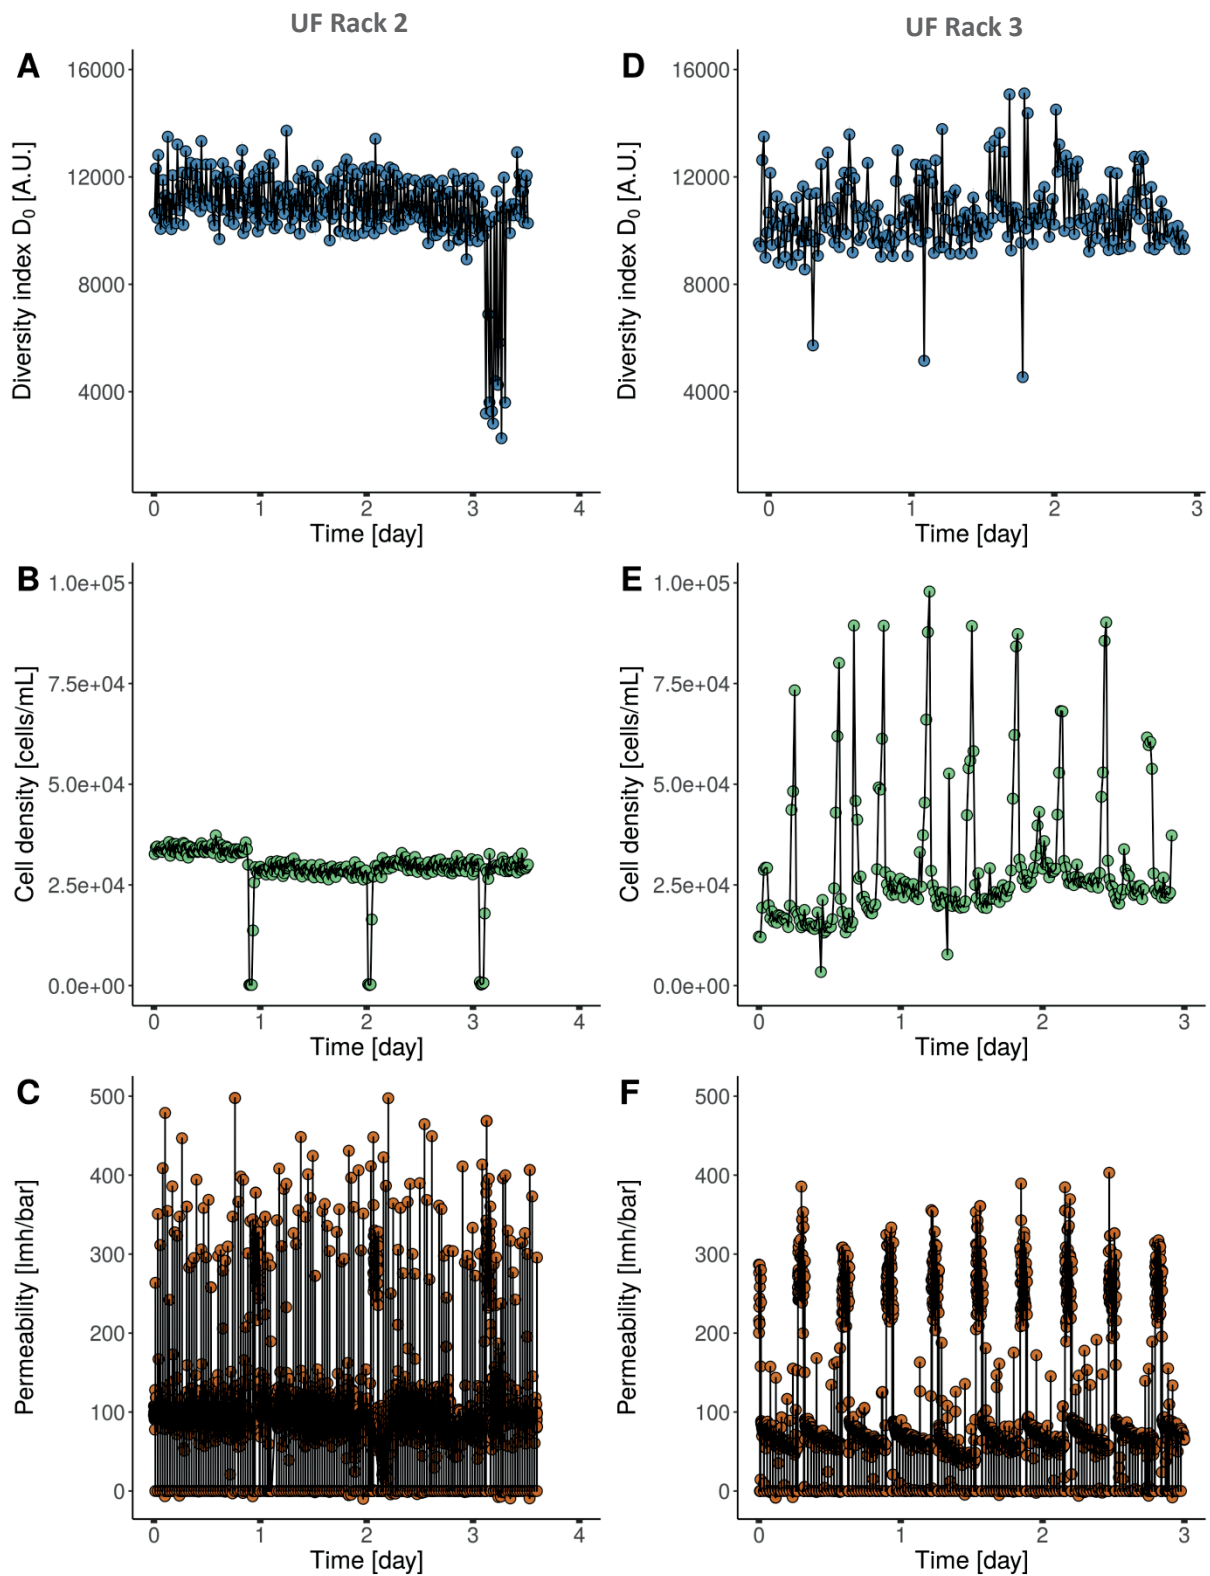 UF Rack 2
UF Rack 3
A
16000
12000
8000
4000
Diversity index D₀ [A.U.]
0 1 2 3 4
Time [day]
D
16000
12000
8000
4000
Diversity index D₀ [A.U.]
0 1 2 3
Time [day]
B
1.0e+05
7.5e+04
5.0e+04
2.5e+04
0.0e+00
Cell density [cells/mL]
0 1 2 3 4
Time [day]
E
1.0e+05
7.5e+04
5.0e+04
2.5e+04
0.0e+00
Cell density [cells/mL]
0 1 2 3
Time [day]
C
500
400
300
200
100
0
Permeability [lmh/bar]
0 1 2 3 4
Time [day]
F
500
400
300
200
100
0
Permeability [lmh/bar]
0 1 2 3
Time [day]